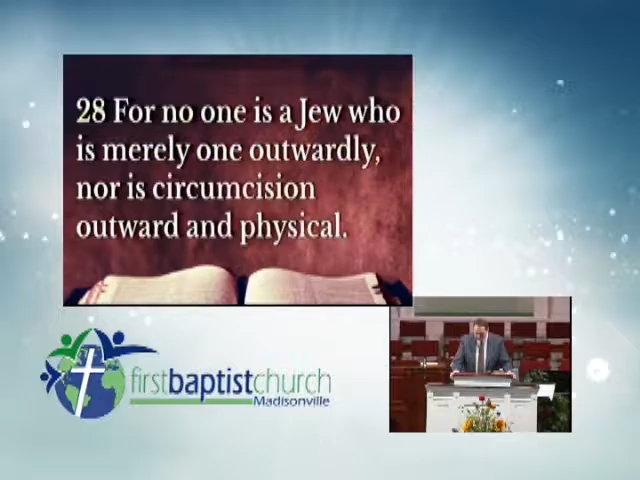 28 For no one is a Jew who
is merely one outwardly,
nor is circumcision
outward and physical.
firstbaptistchurch
Madisonville